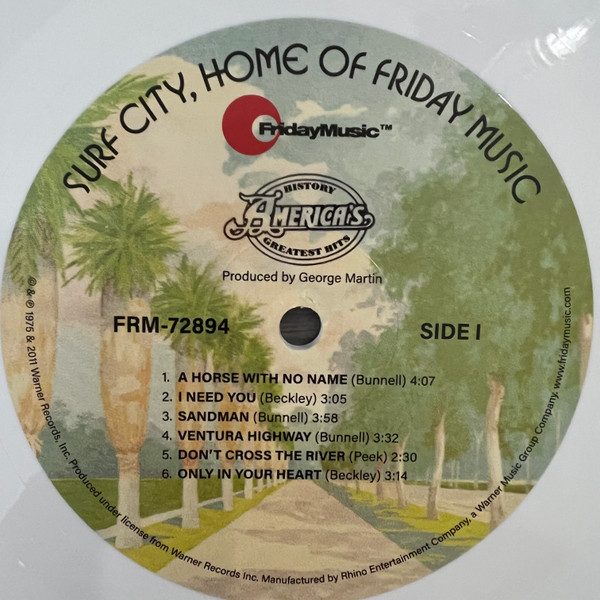 SURF CITY, HOME OF FRIDAY MUSIC
FridayMusic™
HISTORY
AMERICA'S
GREATEST HITS
Produced by George Martin
FRM-72894
SIDE I
1. A HORSE WITH NO NAME (Bunnell) 4:07
2. I NEED YOU (Beckley) 3:05
3. SANDMAN (Bunnell) 3:58
4. VENTURA HIGHWAY (Bunnell) 3:32
5. DON'T CROSS THE RIVER (Peek) 2:30
6. ONLY IN YOUR HEART (Beckley) 3:14
© & ℗ 1975 & 2011 Warner Records, Inc. Produced under license from Warner Records Inc. Manufactured by Rhino Entertainment Company, a Warner Music Group Company. www.fridaymusic.com